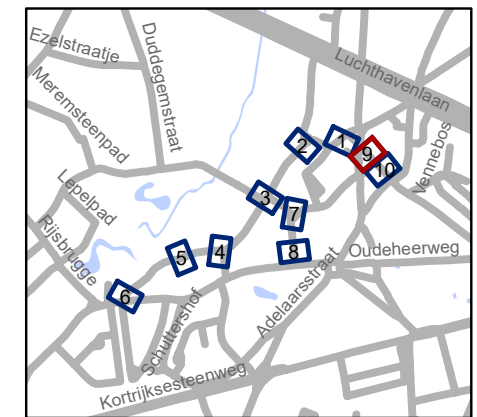 Ezelstraatje
Duddegemstraat
Luchthavenlaan
Meremsteenpad
Vennebos
Lepelpad
Rijsbrugge
1
2
9
10
3
7
4
5
8
6
Oudeheerweg
Adelaarsstraat
Schuttershof
Kortrijksesteenweg